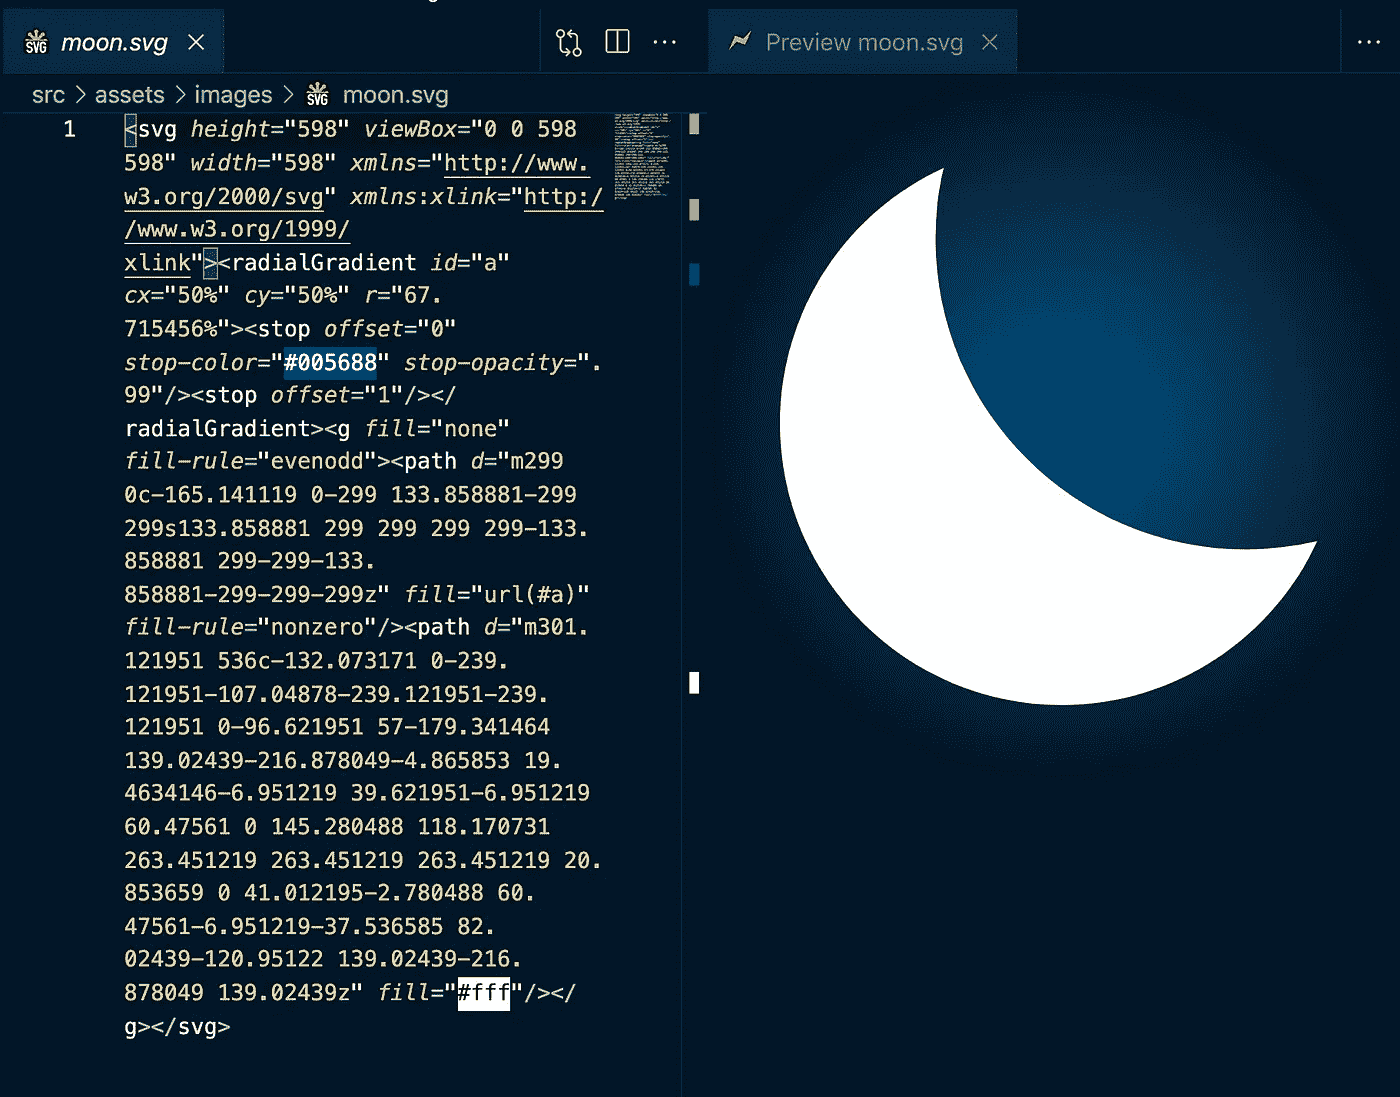 SVG moon.svg
Preview moon.svg
src > assets > images > SVG moon.svg
1 <svg height="598" viewBox="0 0 598
598" width="598" xmlns="http://www.
w3.org/2000/svg" xmlns:xlink="http:/
/www.w3.org/1999/
xlink"><radialGradient id="a"
cx="50%" cy="50%" r="67.
715456%"><stop offset="0"
stop-color="#005688" stop-opacity=".
99"/><stop offset="1"/></
radialGradient><g fill="none"
fill-rule="evenodd"><path d="m299
0c-165.141119 0-299 133.858881-299
299s133.858881 299 299 299 299-133.
858881 299-299-133.
858881-299-299-299z" fill="url(#a)"
fill-rule="nonzero"/><path d="m301.
121951 536c-132.073171 0-239.
121951-107.04878-239.121951-239.
121951 0-96.621951 57-179.341464
139.02439-216.878049-4.865853 19.
4634146-6.951219 39.621951-6.951219
60.47561 0 145.280488 118.170731
263.451219 263.451219 263.451219 20.
853659 0 41.012195-2.780488 60.
47561-6.951219-37.536585 82.
02439-120.95122 139.02439-216.
878049 139.02439z" fill="#fff"/></
g></svg>